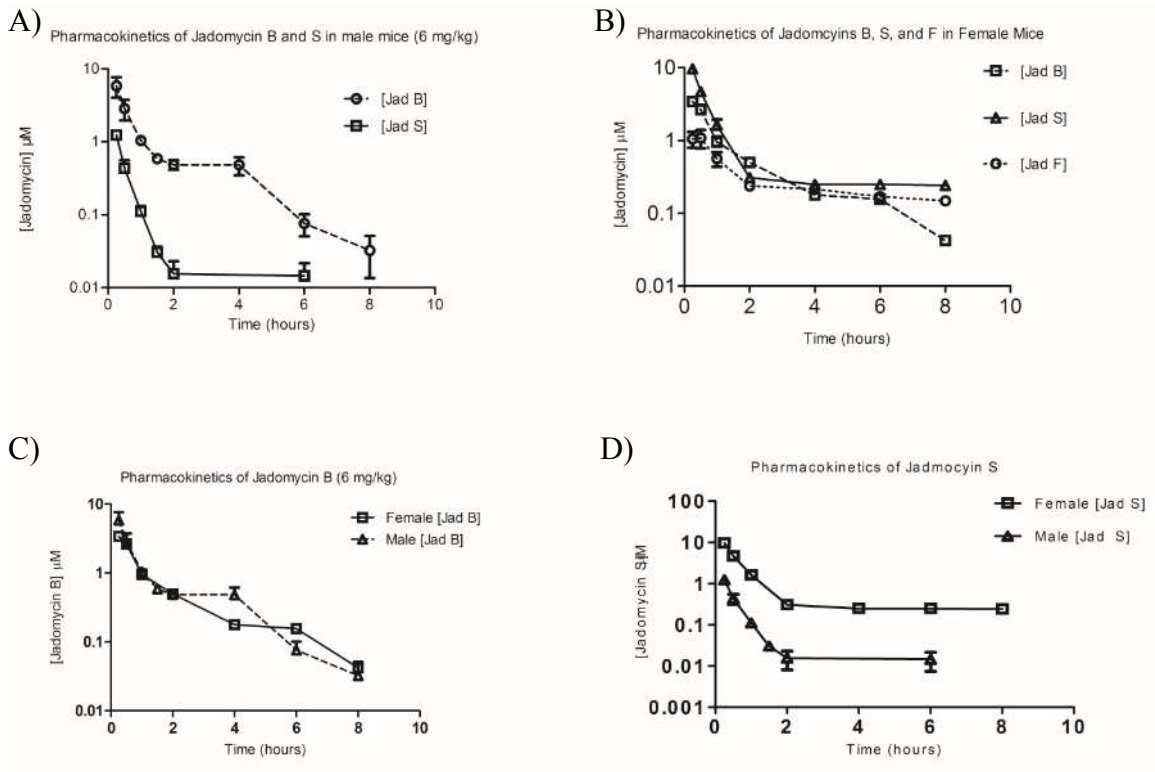 A)
Pharmacokinetics of Jadomycin B and S in male mice (6 mg/kg)
10
1
0.1
0.01
[Jadomycin] µM
0
2
4
6
8
10
Time (hours)
[Jad B]
[Jad S]
B)
Pharmacokinetics of Jadomcyins B, S, and F in Female Mice
10
1
0.1
0.01
[Jadomycin] µM
0
2
4
6
8
10
Time (hours)
[Jad B]
[Jad S]
[Jad F]
C)
Pharmacokinetics of Jadomycin B (6 mg/kg)
10
1
0.1
0.01
[Jadomycin B] µM
0
2
4
6
8
10
Time (hours)
Female [Jad B]
Male [Jad B]
D)
Pharmacokinetics of Jadmocyin S
100
10
1
0.1
0.01
0.001
[Jadomycin
0
2
4
6
8
10
Time (hours)
Female [Jad S]
Male [Jad S]